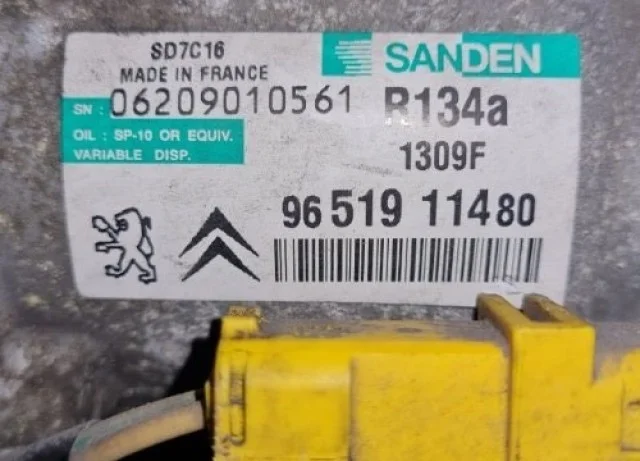 SD7C16
MADE IN FRANCE
SANDEN
SN : 06209010561
R134a
OIL : SP-10 OR EQUIV.
VARIABLE DISP.
1309F
96 519 114 80